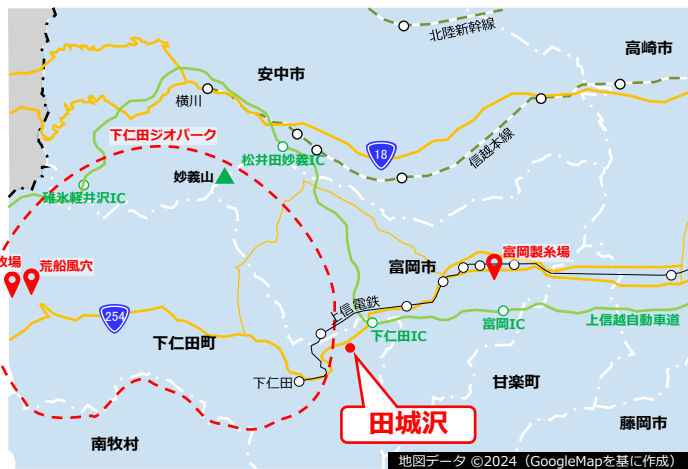 北陸新幹線
高崎市
安中市
横川
下仁田ジオパーク
18
信越本線
松井田妙義IC
妙義山
碓氷軽井沢IC
富岡製糸場
牧場
荒船風穴
富岡市
上信電鉄
254
下仁田IC
富岡IC
上信越自動車道
下仁田町
下仁田
甘楽町
田城沢
藤岡市
南牧村
地図データ ©2024（GoogleMapを基に作成）